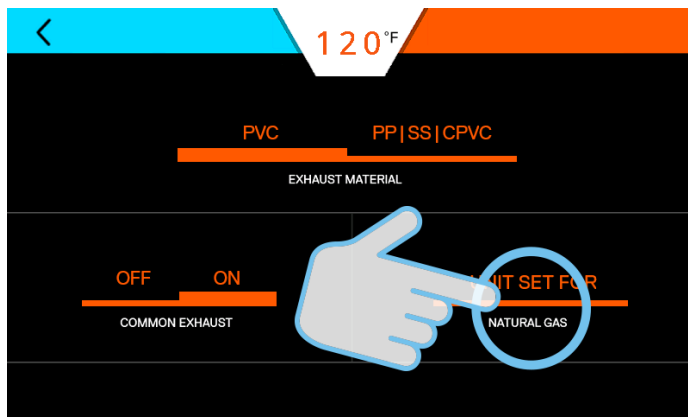 120°F
PVC PP|SS|CPVC
EXHAUST MATERIAL
OFF ON
COMMON EXHAUST
SET FOR
NATURAL GAS